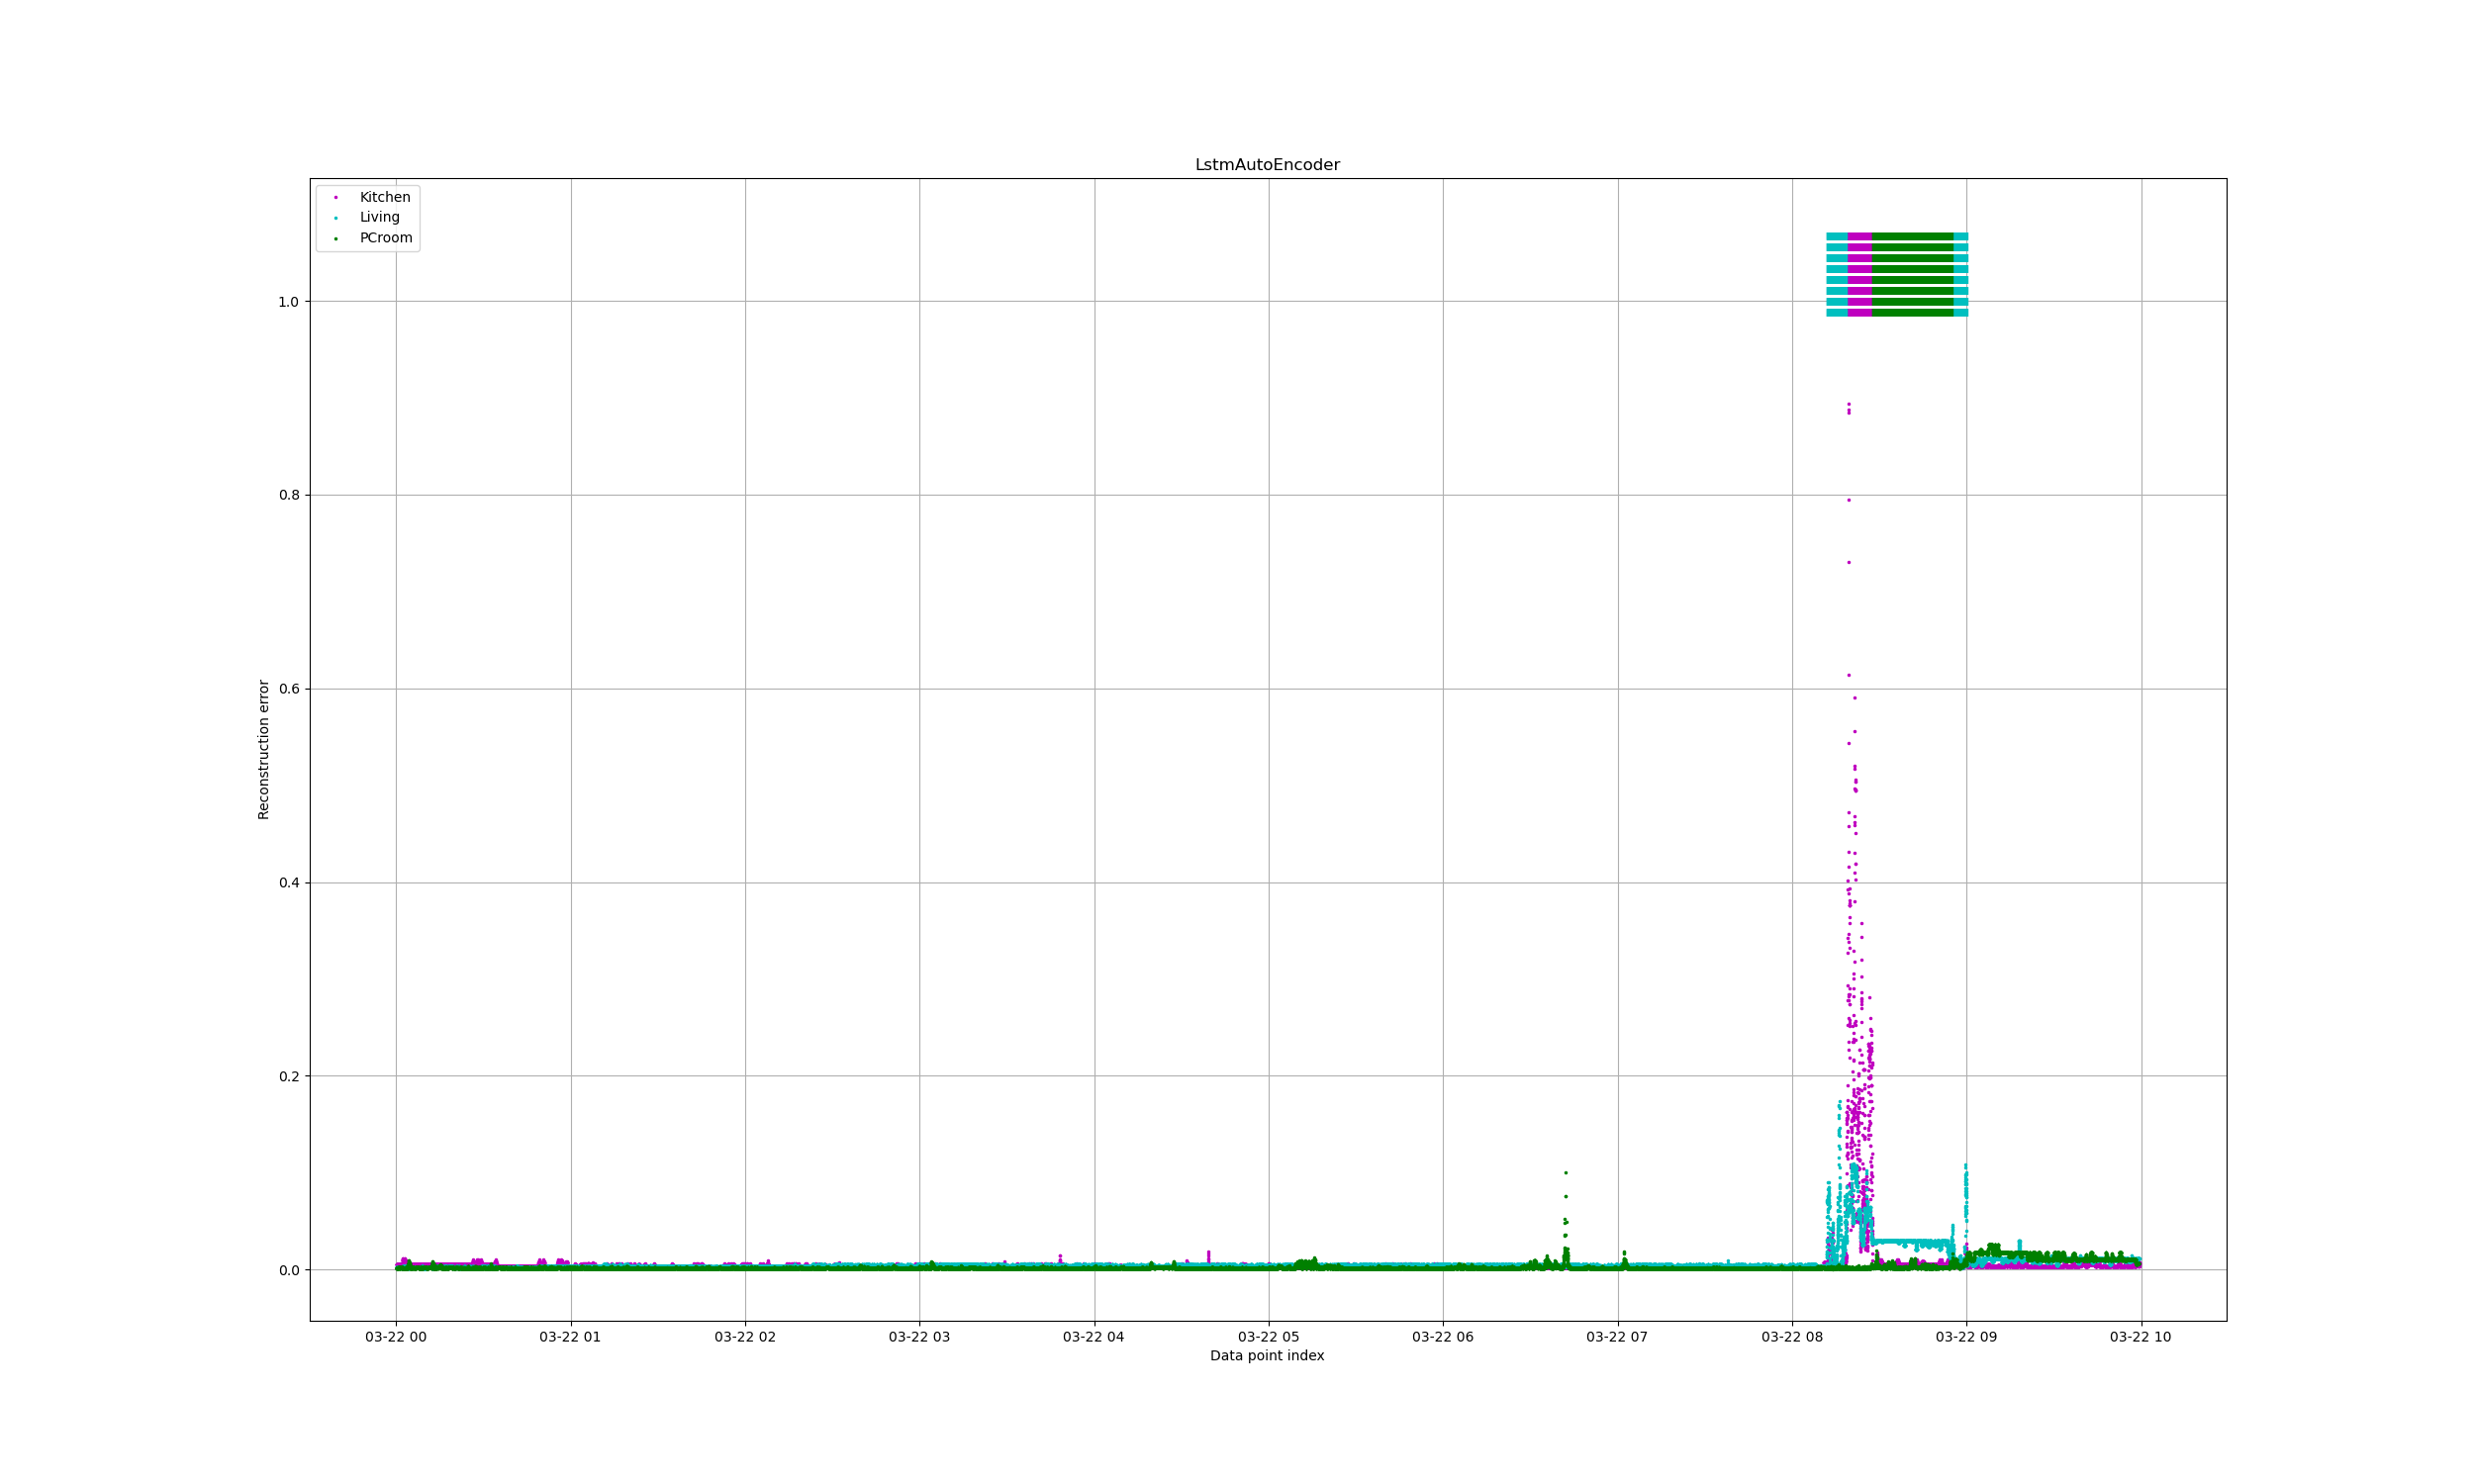 LstmAutoEncoder
Kitchen
Living
PCroom
1.0
0.8
0.6
0.4
0.2
0.0
Reconstruction error
03-22 00 03-22 01 03-22 02 03-22 03 03-22 04 03-22 05 03-22 06 03-22 07 03-22 08 03-22 09 03-22 10
Data point index